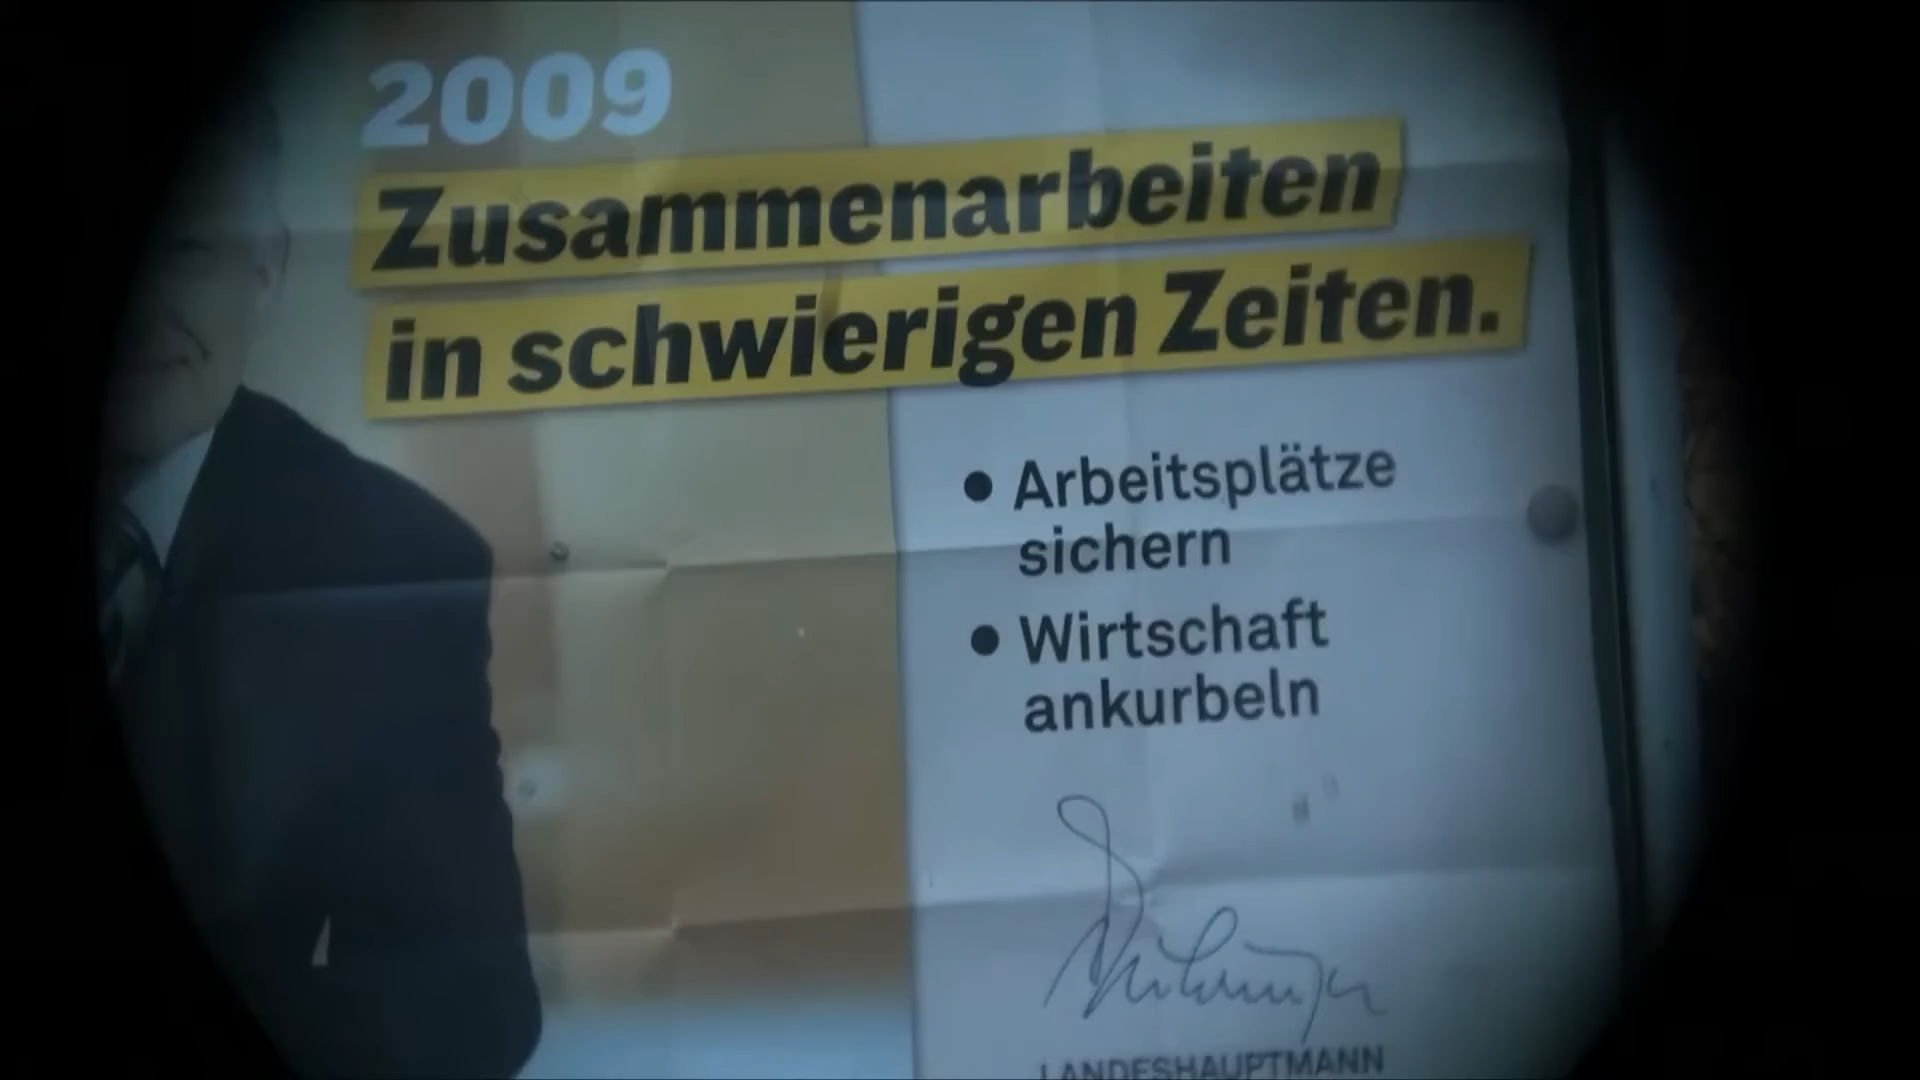 2009
Zusammenarbeiten
in schwierigen Zeiten.
• Arbeitsplätze
sichern
• Wirtschaft
ankurbeln
LANDESHAUPTMANN